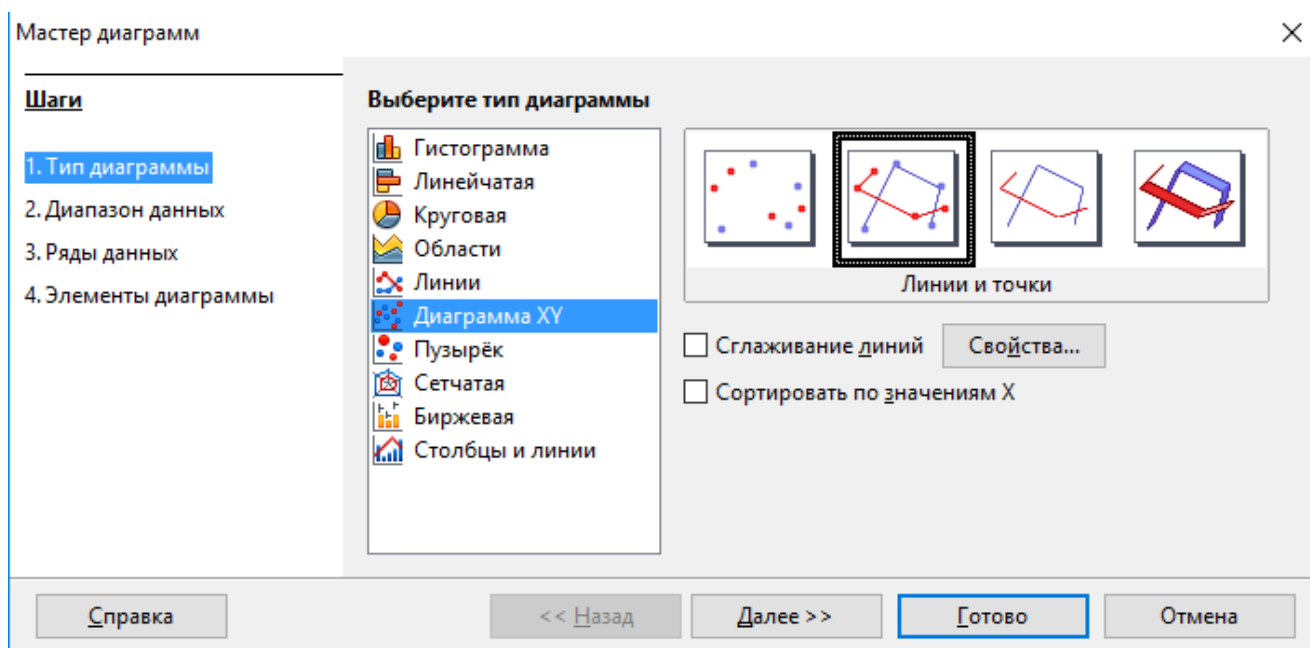 Мастер диаграмм
Шаги
1. Тип диаграммы
2. Диапазон данных
3. Ряды данных
4. Элементы диаграммы
Выберите тип диаграммы
Гистограмма
Линейчатая
Круговая
Области
Линии
Диаграмма XY
Пузырёк
Сетчатая
Биржевая
Столбцы и линии
Линии и точки
Сглаживание линий
Свойства...
Сортировать по значениям X
Справка
<< Назад
Далее >>
Готово
Отмена